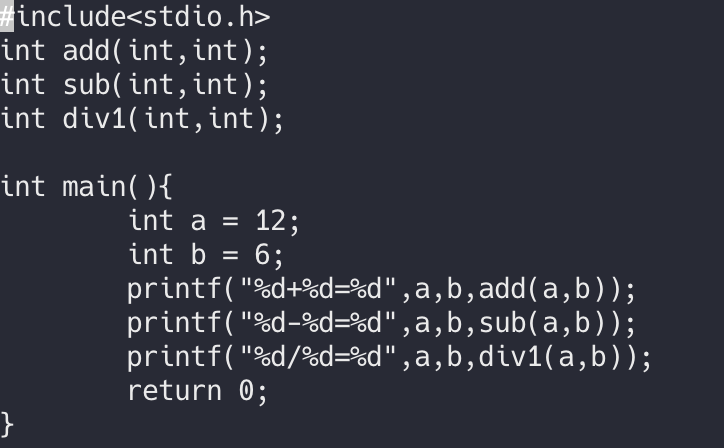 #include<stdio.h>
int add(int,int);
int sub(int,int);
int div1(int,int);

int main(){
        int a = 12;
        int b = 6;
        printf("%d+%d=%d",a,b,add(a,b));
        printf("%d-%d=%d",a,b,sub(a,b));
        printf("%d/%d=%d",a,b,div1(a,b));
        return 0;
}